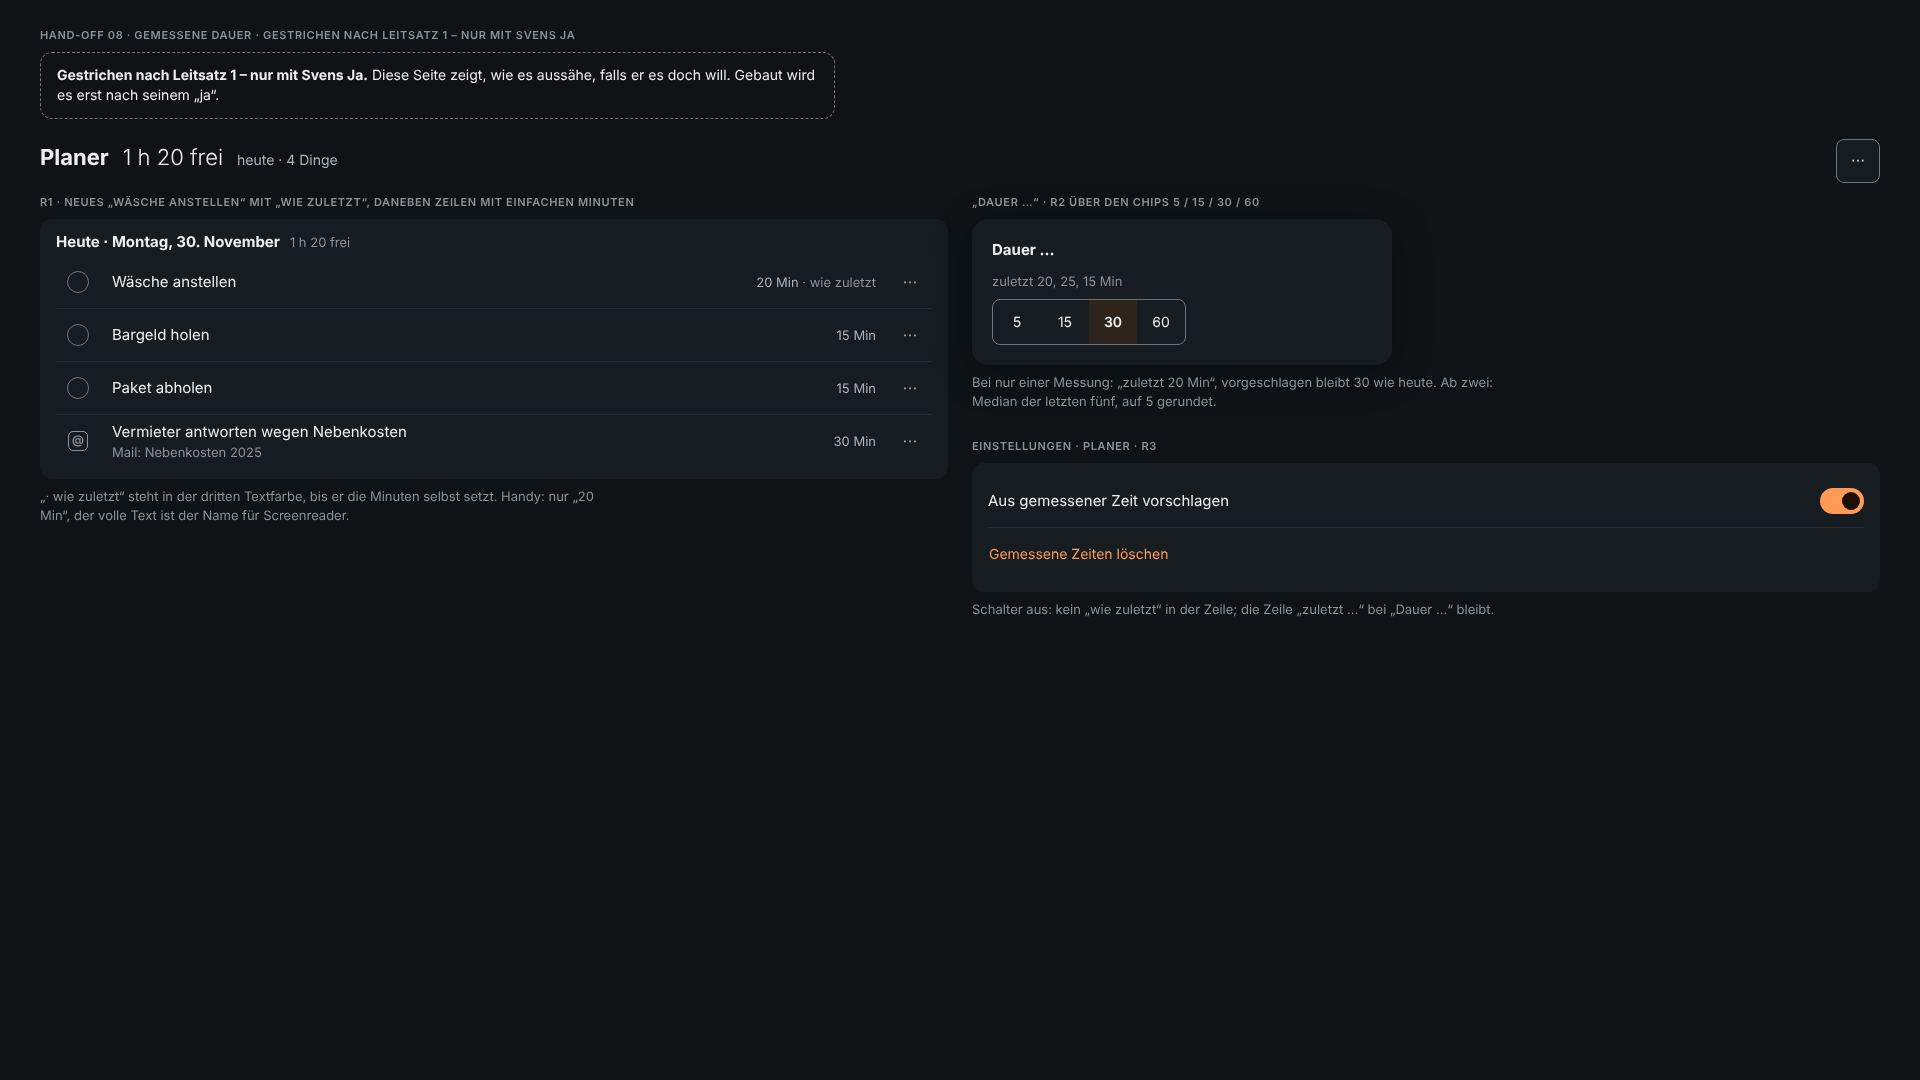 HAND-OFF 08 · GEMESSENE DAUER · GESTRICHEN NACH LEITSATZ 1 – NUR MIT SVENS JA
Gestrichen nach Leitsatz 1 – nur mit Svens Ja. Diese Seite zeigt, wie es aussähe, falls er es doch will. Gebaut wird
es erst nach seinem „ja“.
Planer 1 h 20 frei heute · 4 Dinge
...
R1 · NEUES „WÄSCHE ANSTELLEN“ MIT „WIE ZULETZT“, DANEBEN ZEILEN MIT EINFACHEN MINUTEN
Heute · Montag, 30. November 1 h 20 frei
Wäsche anstellen 20 Min · wie zuletzt ...
Bargeld holen 15 Min ...
Paket abholen 15 Min ...
@ Vermieter antworten wegen Nebenkosten 30 Min ...
Mail: Nebenkosten 2025
„· wie zuletzt“ steht in der dritten Textfarbe, bis er die Minuten selbst setzt. Handy: nur „20
Min“, der volle Text ist der Name für Screenreader.
„DAUER ...“ · R2 ÜBER DEN CHIPS 5 / 15 / 30 / 60
Dauer ...
zuletzt 20, 25, 15 Min
5 15 30 60
Bei nur einer Messung: „zuletzt 20 Min“, vorgeschlagen bleibt 30 wie heute. Ab zwei:
Median der letzten fünf, auf 5 gerundet.
EINSTELLUNGEN · PLANER · R3
Aus gemessener Zeit vorschlagen
Gemessene Zeiten löschen
Schalter aus: kein „wie zuletzt“ in der Zeile; die Zeile „zuletzt ...“ bei „Dauer ...“ bleibt.